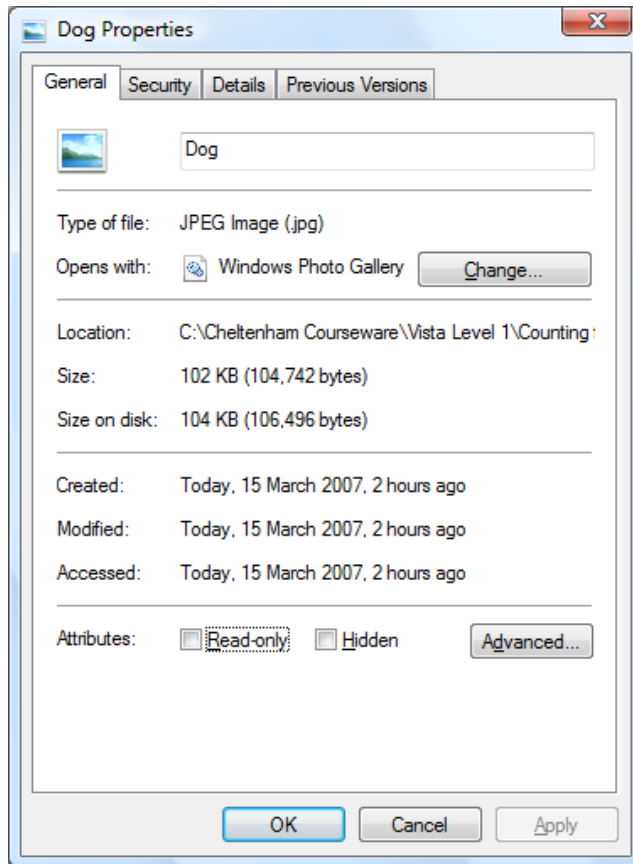 Dog Properties
General Security Details Previous Versions
Dog
Type of file: JPEG Image (.jpg)
Opens with: Windows Photo Gallery Change...
Location: C:\Cheltenham Courseware\Vista Level 1\Counting
Size: 102 KB (104,742 bytes)
Size on disk: 104 KB (106,496 bytes)
Created: Today, 15 March 2007, 2 hours ago
Modified: Today, 15 March 2007, 2 hours ago
Accessed: Today, 15 March 2007, 2 hours ago
Attributes: Read-only Hidden Advanced...
OK Cancel Apply